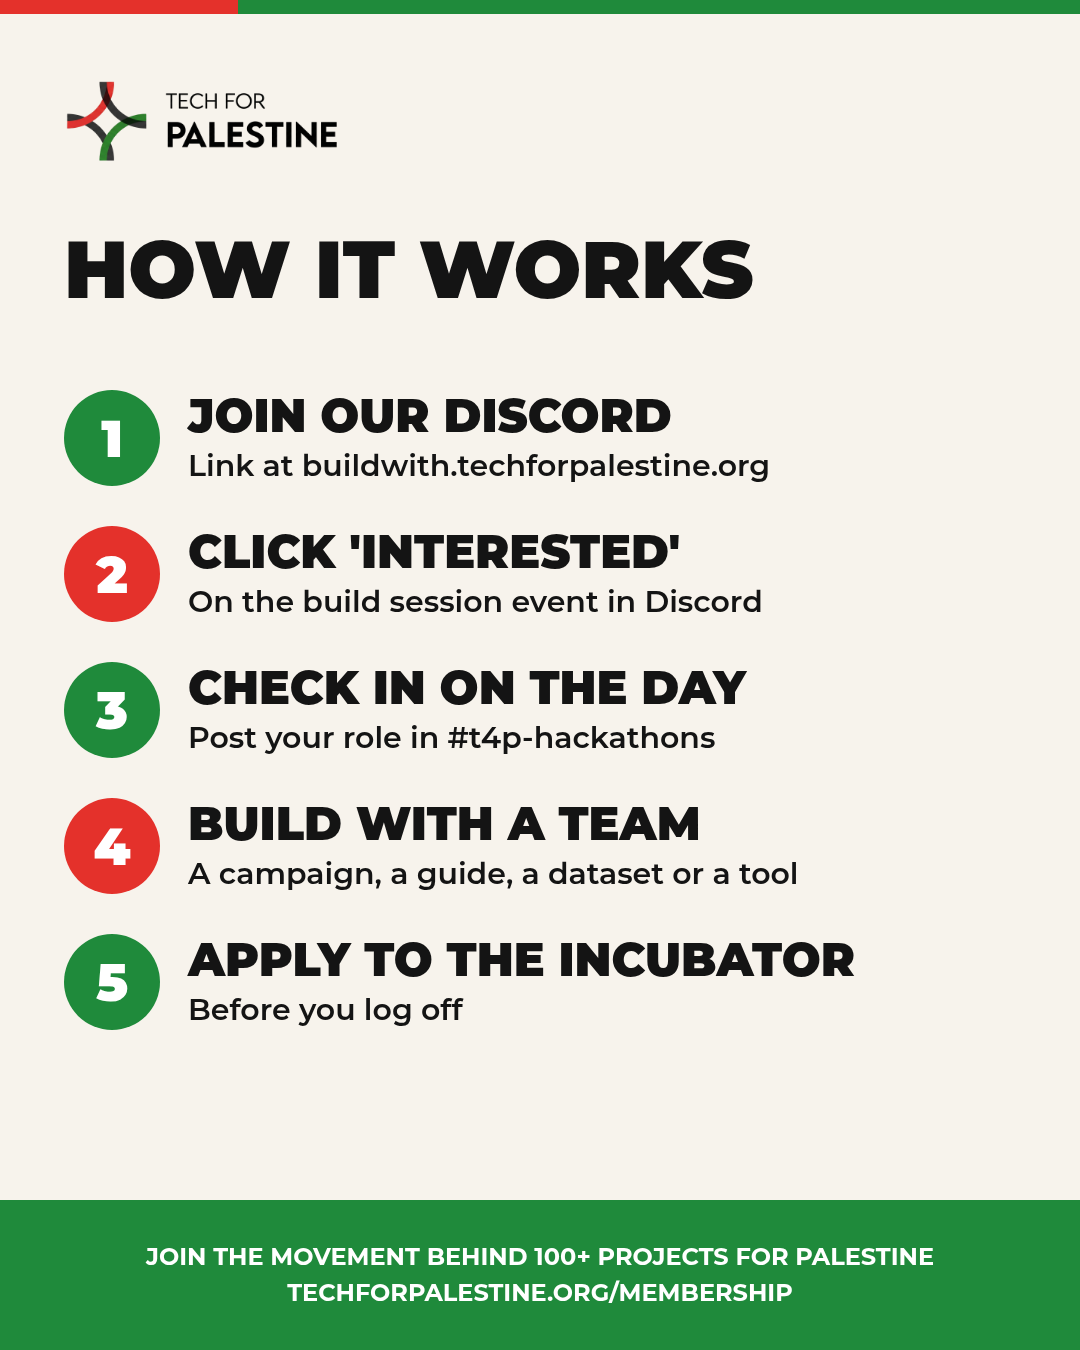 TECH FOR
PALESTINE
HOW IT WORKS
1
JOIN OUR DISCORD
Link at buildwith.techforpalestine.org
2
CLICK 'INTERESTED'
On the build session event in Discord
3
CHECK IN ON THE DAY
Post your role in #t4p-hackathons
4
BUILD WITH A TEAM
A campaign, a guide, a dataset or a tool
5
APPLY TO THE INCUBATOR
Before you log off
JOIN THE MOVEMENT BEHIND 100+ PROJECTS FOR PALESTINE
TECHFORPALESTINE.ORG/MEMBERSHIP